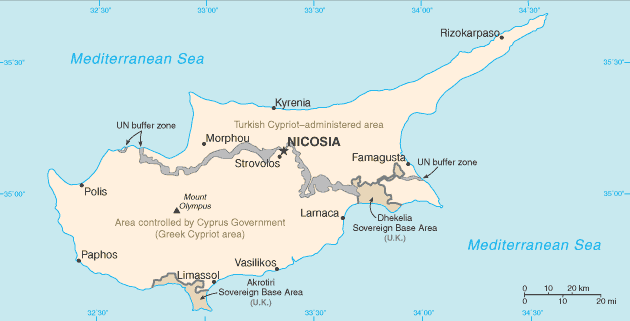 32°30'
33°00'
33°30'
34°00'
34°30'
Rizokarpaso
Mediterranean Sea
35°30'
35°30'
Kyrenia
Turkish Cypriot–administered area
UN buffer zone
Morphou
NICOSIA
Strovolos
Famagusta
UN buffer zone
35°00'
35°00'
Polis
Mount
Olympus
Larnaca
Area controlled by Cyprus Government
(Greek Cypriot area)
Dhekelia
Sovereign Base Area
(U.K.)
Mediterranean Sea
Paphos
Vasilikos
Limassol
Akrotiri
Sovereign Base Area
(U.K.)
0 10 20 km
0 10 20 mi
32°30'
33°00'
33°30'
34°00'
34°30'